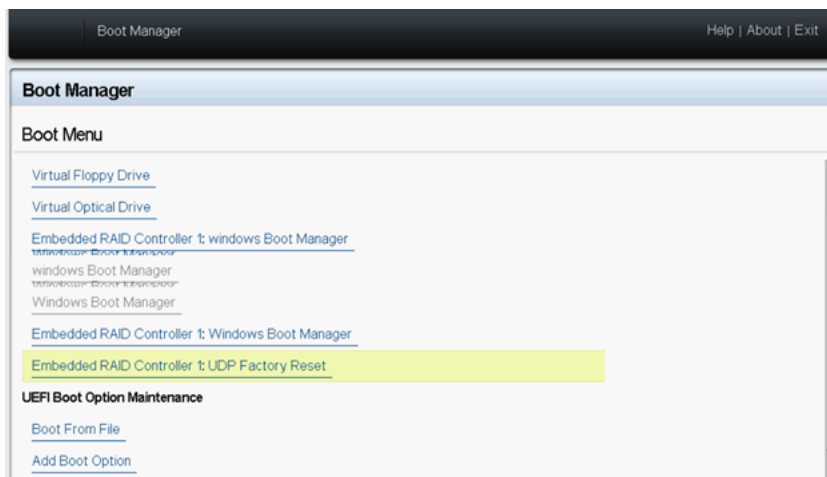 Boot Manager
Help | About | Exit
Boot Manager
Boot Menu
Virtual Floppy Drive
Virtual Optical Drive
Embedded RAID Controller 1: windows Boot Manager
windows Boot Manager
Windows Boot Manager
Embedded RAID Controller 1: Windows Boot Manager
Embedded RAID Controller 1: UDP Factory Reset
UEFI Boot Option Maintenance
Boot From File
Add Boot Option